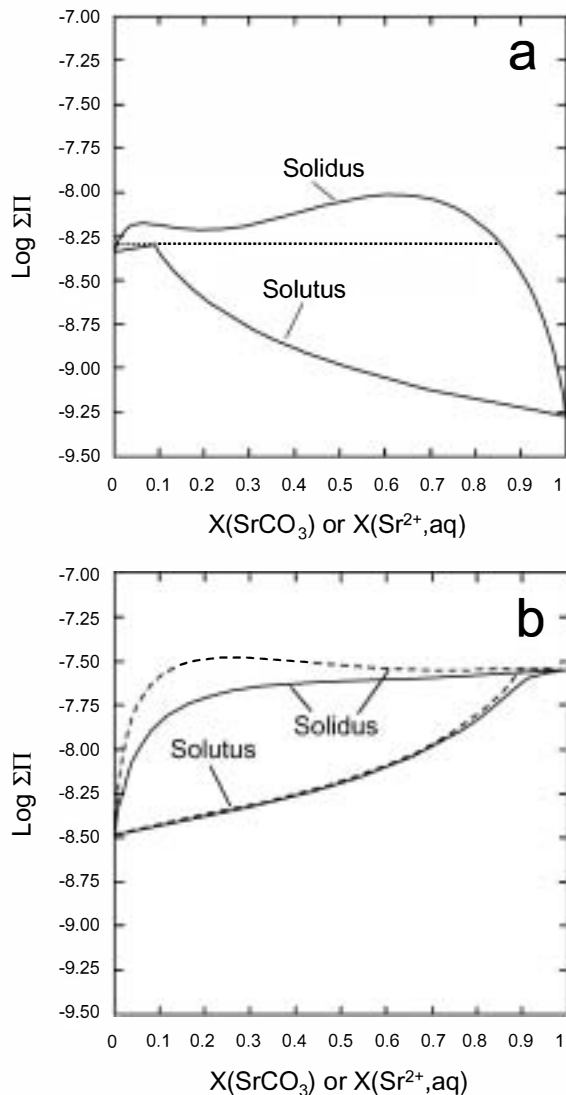 a
Log ΣΠ
-7.00
-7.25
-7.50
-7.75
-8.00
-8.25
-8.50
-8.75
-9.00
-9.25
-9.50
Solidus
Solutus
0 0.1 0.2 0.3 0.4 0.5 0.6 0.7 0.8 0.9 1
X(SrCO₃) or X(Sr²⁺,aq)
b
Log ΣΠ
-7.00
-7.25
-7.50
-7.75
-8.00
-8.25
-8.50
-8.75
-9.00
-9.25
-9.50
Solidus
Solutus
0 0.1 0.2 0.3 0.4 0.5 0.6 0.7 0.8 0.9 1
X(SrCO₃) or X(Sr²⁺,aq)